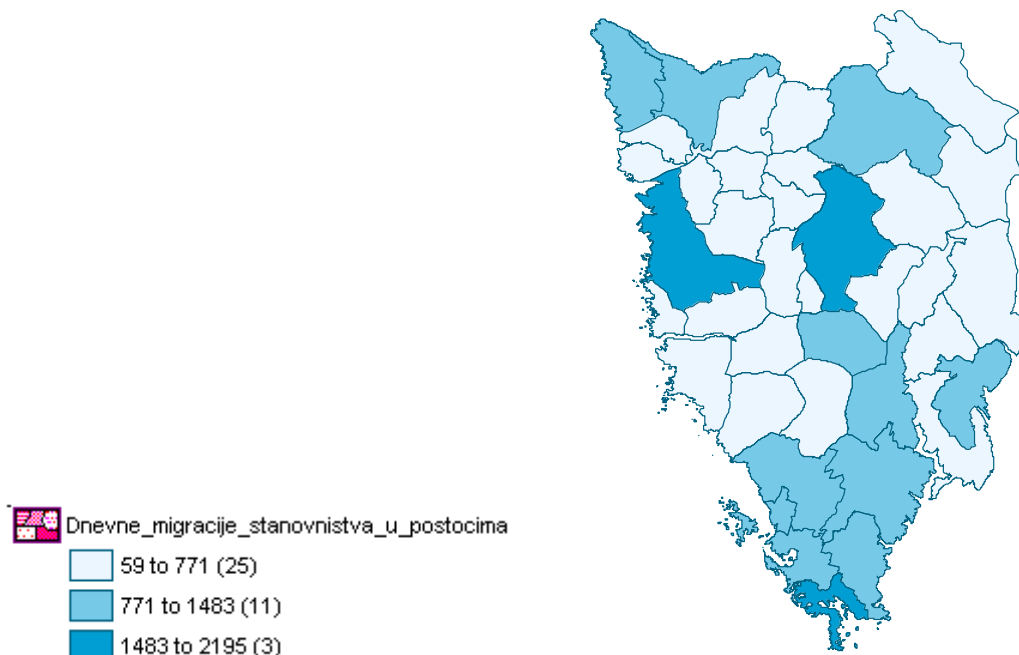 Dnevne_migracije_stanovnistva_u_postocima
59 to 771 (25)
771 to 1483 (11)
1483 to 2195 (3)